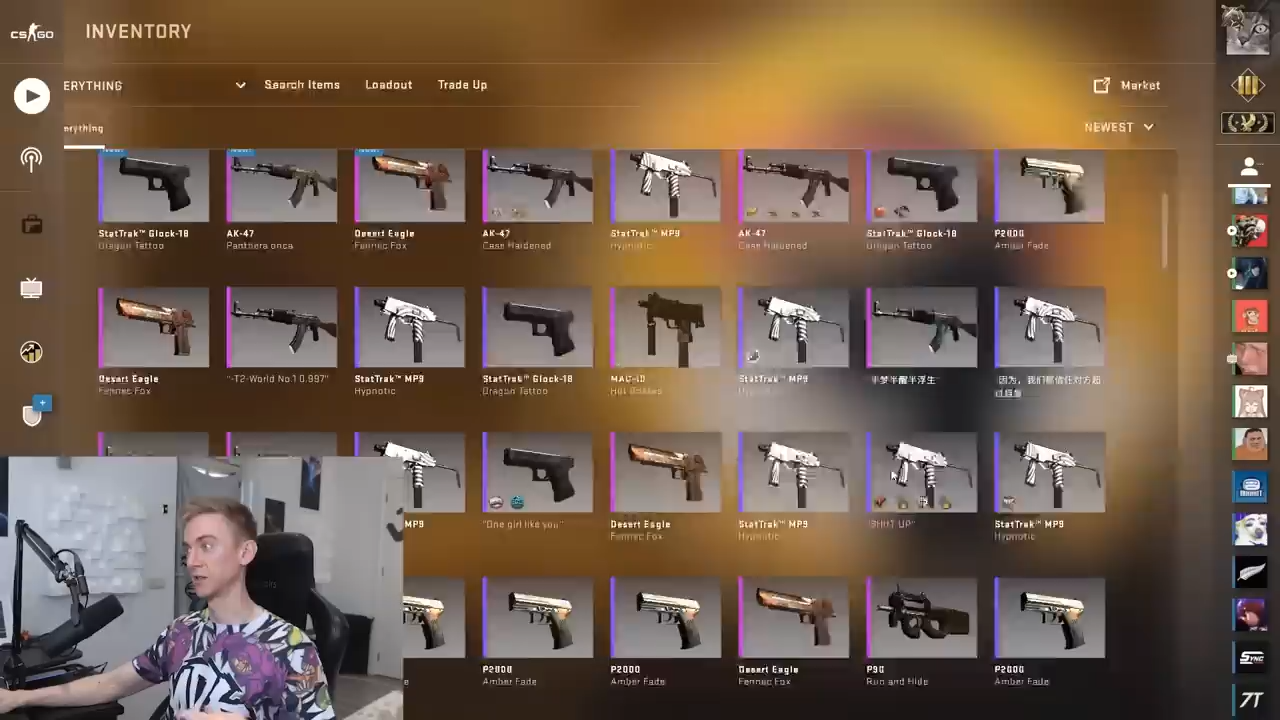 CS:GO
INVENTORY
ERYTHING
Search Items
Loadout
Trade Up
Market
erything
NEWEST
StatTrak™ Glock-18
Dragon Tattoo
AK-47
Panthera onca
Desert Eagle
Fennec Fox
AK-47
Case Hardened
StatTrak™ MP9
Hypnotic
AK-47
Case Hardened
StatTrak™ Glock-18
Dragon Tattoo
P2000
Amber Fade
Desert Eagle
Fennec Fox
"-T2-World No.1 0.997"
StatTrak™ MP9
Hypnotic
StatTrak™ Glock-18
Dragon Tattoo
MAC-10
StatTrak™ MP9
Hypnotic
半梦半醒半浮生"
因为，我们都信任对方超
MP9
"One girl like you"
Desert Eagle
Fennec Fox
StatTrak™ MP9
Hypnotic
"SHUT UP"
StatTrak™ MP9
Hypnotic
e
P2000
Amber Fade
P2000
Amber Fade
Desert Eagle
Fennec Fox
P90
Run and Hide
P2000
Amber Fade
SYNC
7T